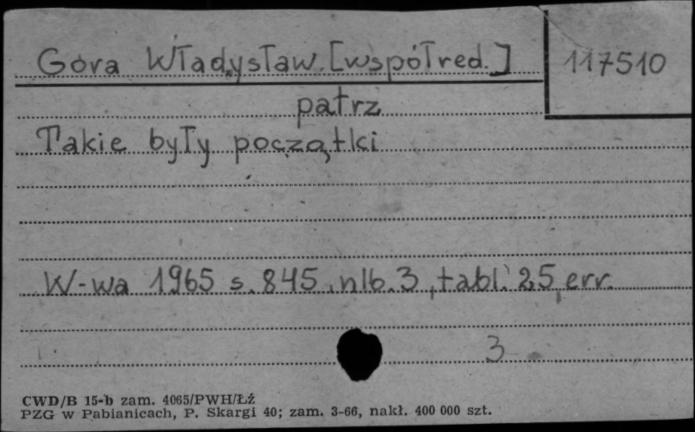 Góra Władysław [współred.]
117510
patrz
Takie były początki
W-wa 1965 s. 845, nlb. 3, tabl. 25, err.
3
CWD/B 15-b zam. 4065/PWH/Łź
PZG w Pabianicach, P. Skargi 40; zam. 3-66, nakł. 400 000 szt.